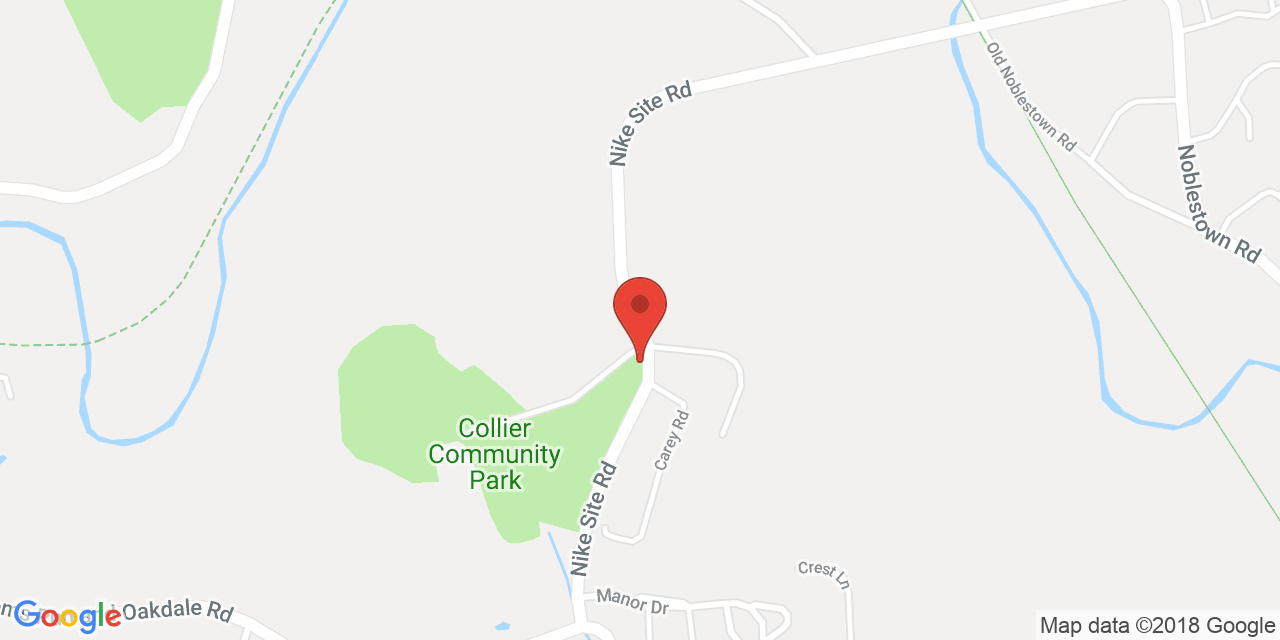 Nike Site Rd
Old Noblestown Rd
Noblestown Rd
Collier
Community
Park
Carey Rd
Nike Site Rd
Crest Ln
Manor Dr
Oakdale Rd
Google
Map data ©2018 Google